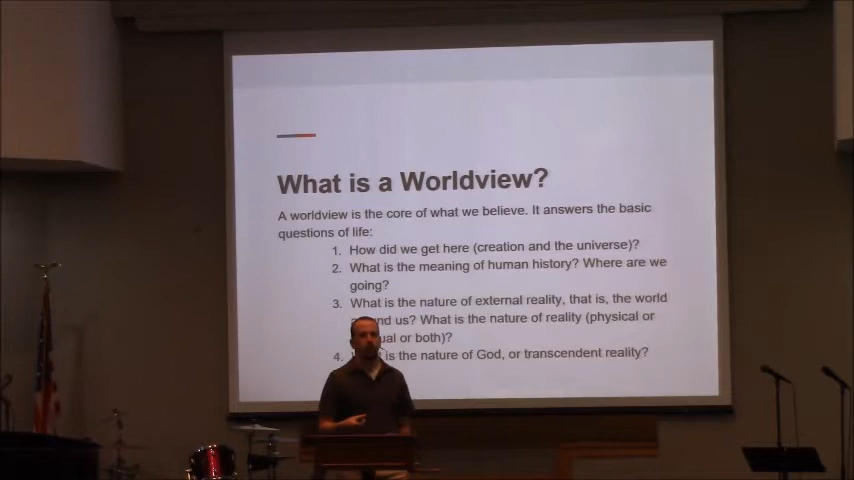 What is a Worldview?
A worldview is the core of what we believe. It answers the basic
questions of life:
1. How did we get here (creation and the universe)?
2. What is the meaning of human history? Where are we
going?
3. What is the nature of external reality, that is, the world
us? What is the nature of reality (physical or
or both)?
4. is the nature of God, or transcendent reality?